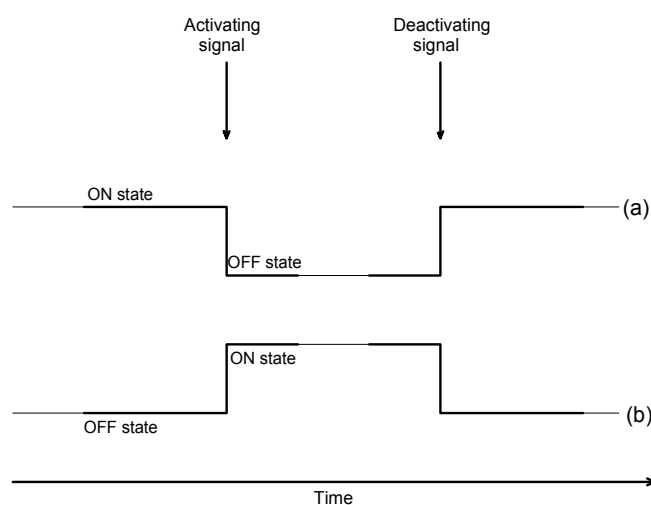 Activating
signal
Deactivating
signal
ON state
(a)
OFF state
ON state
OFF state
(b)
Time